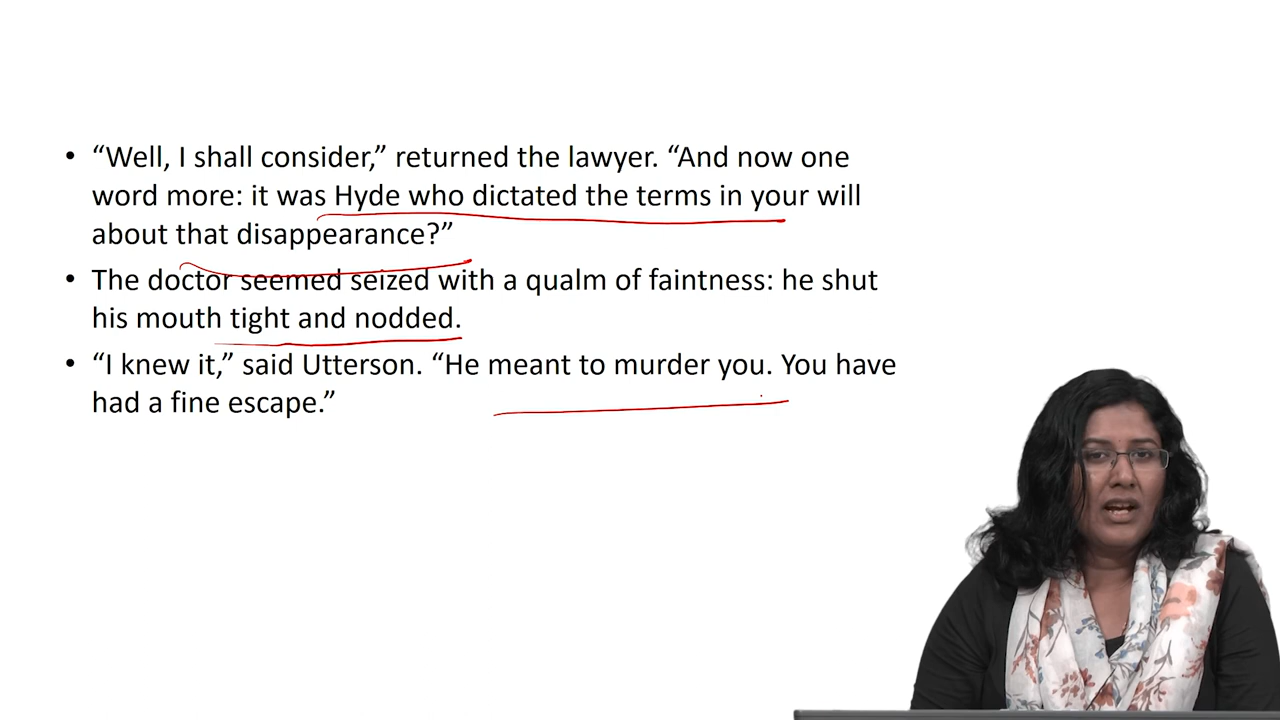 • “Well, I shall consider,” returned the lawyer. “And now one
word more: it was Hyde who dictated the terms in your will
about that disappearance?”
• The doctor seemed seized with a qualm of faintness: he shut
his mouth tight and nodded.
• “I knew it,” said Utterson. “He meant to murder you. You have
had a fine escape.”